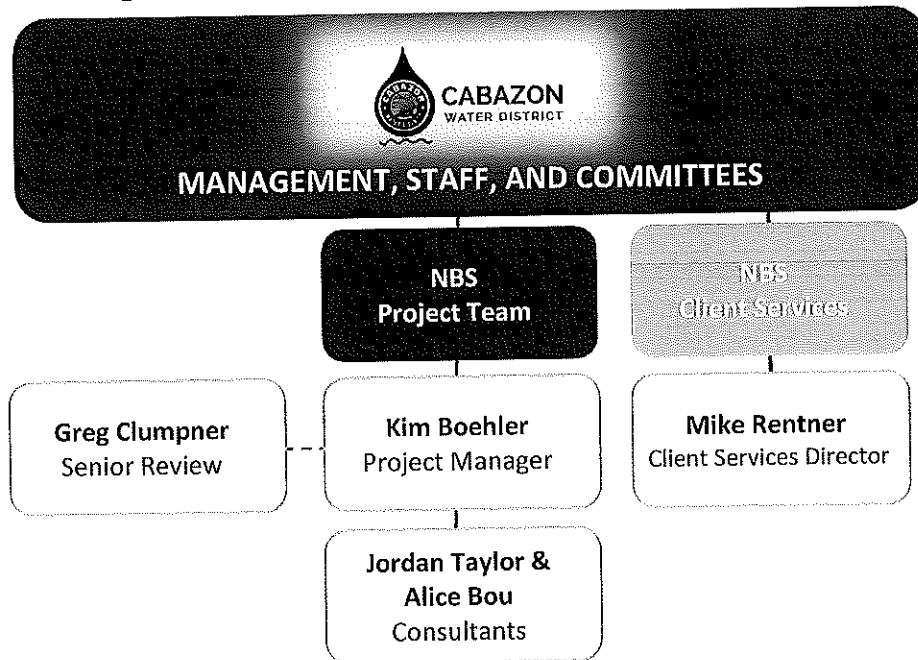 CABAZON
WATER DISTRICT
MANAGEMENT, STAFF, AND COMMITTEES
NBS
Project Team
NBS
Client Services
Greg Clumpner
Senior Review
Kim Boehler
Project Manager
Mike Rentner
Client Services Director
Jordan Taylor &
Alice Bou
Consultants